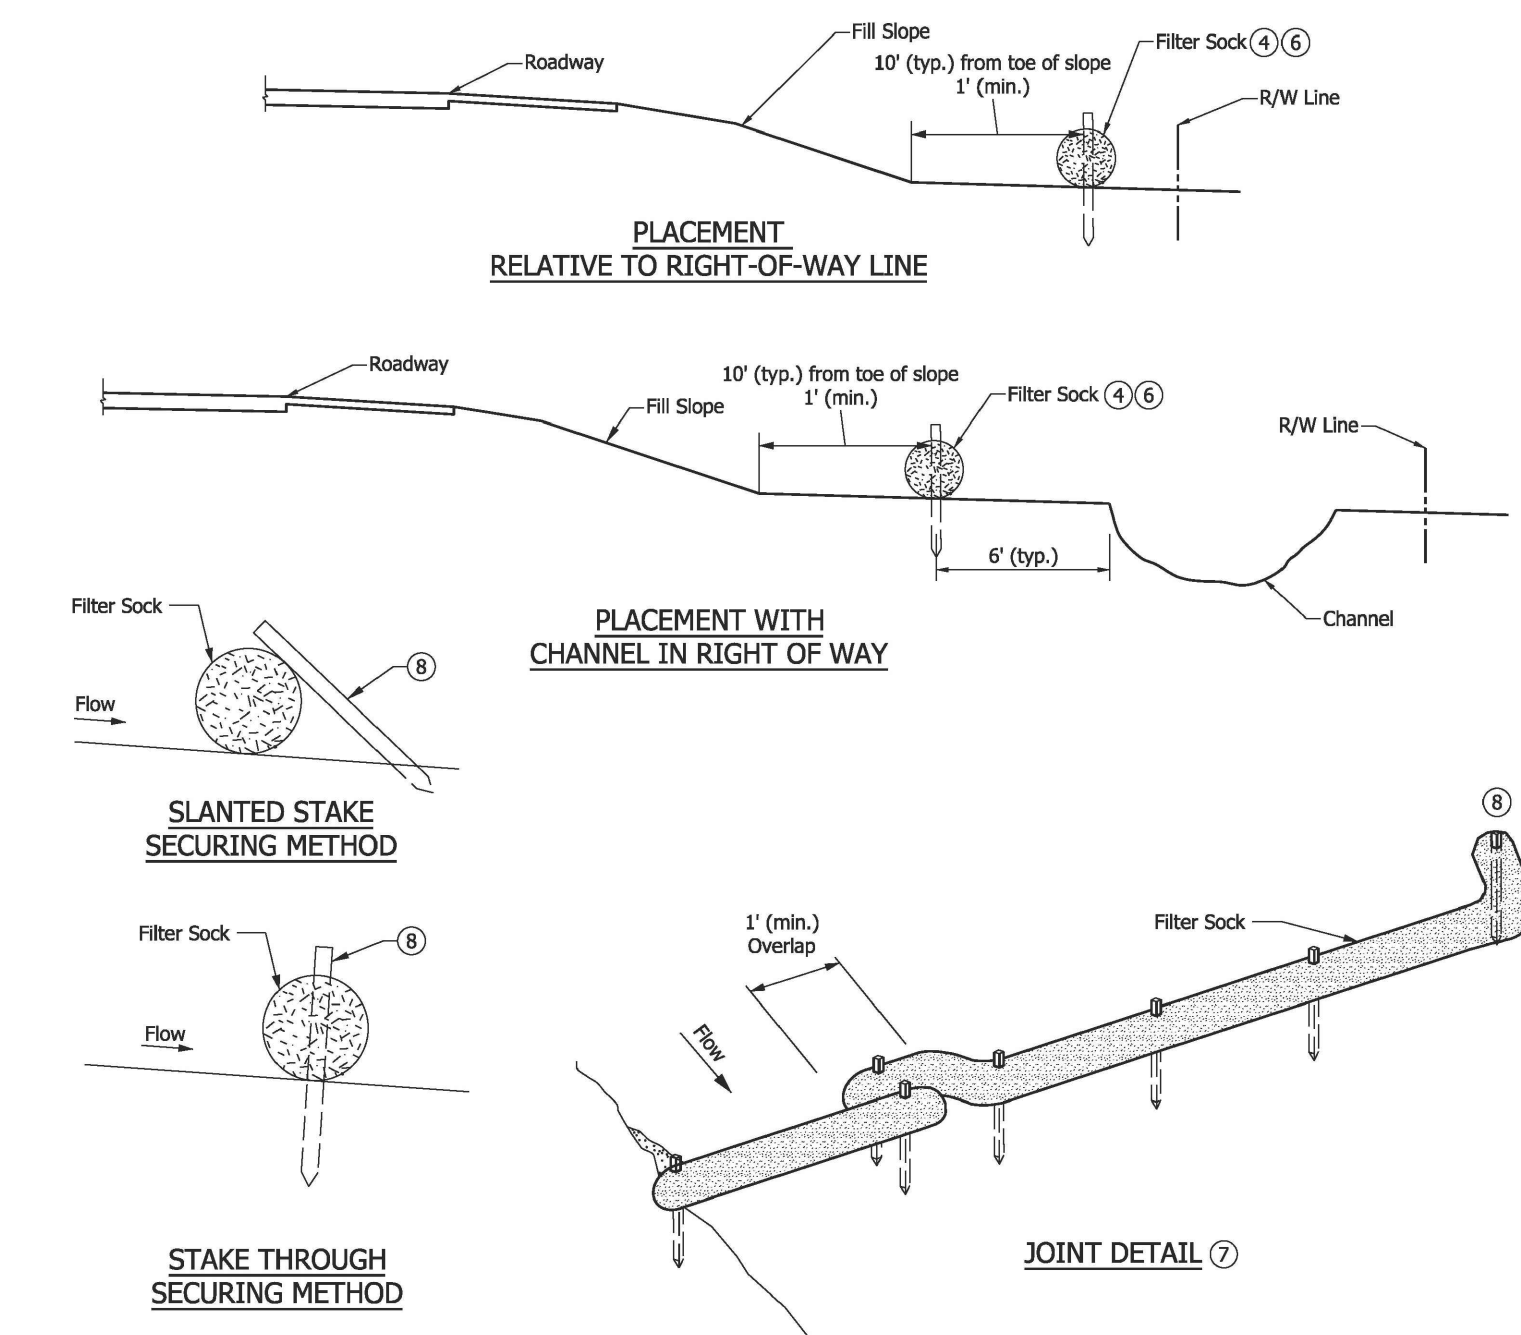 Fill Slope
Roadway
10' (typ.) from toe of slope
1' (min.)
Filter Sock 4 6
R/W Line
PLACEMENT
RELATIVE TO RIGHT-OF-WAY LINE
Roadway
Fill Slope
10' (typ.) from toe of slope
1' (min.)
Filter Sock 4 6
R/W Line
6' (typ.)
Channel
PLACEMENT WITH
CHANNEL IN RIGHT OF WAY
Filter Sock
8
Flow
SLANTED STAKE
SECURING METHOD
Filter Sock
8
Flow
STAKE THROUGH
SECURING METHOD
8
1' (min.)
Overlap
Filter Sock
Flow
JOINT DETAIL 7